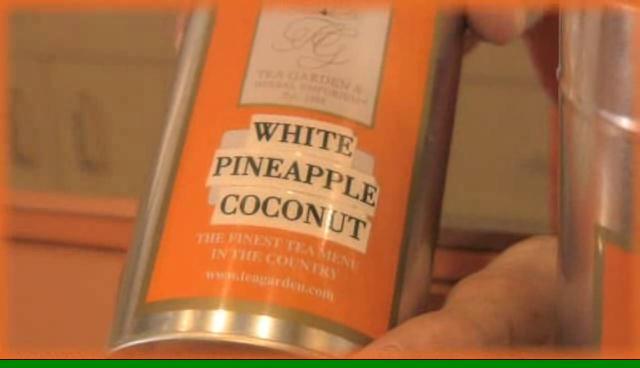 TEA GARDEN &
HERBAL EMPORIUM
WHITE
PINEAPPLE
COCONUT
THE FINEST TEA MENU
IN THE COUNTRY
www.teagarden.com